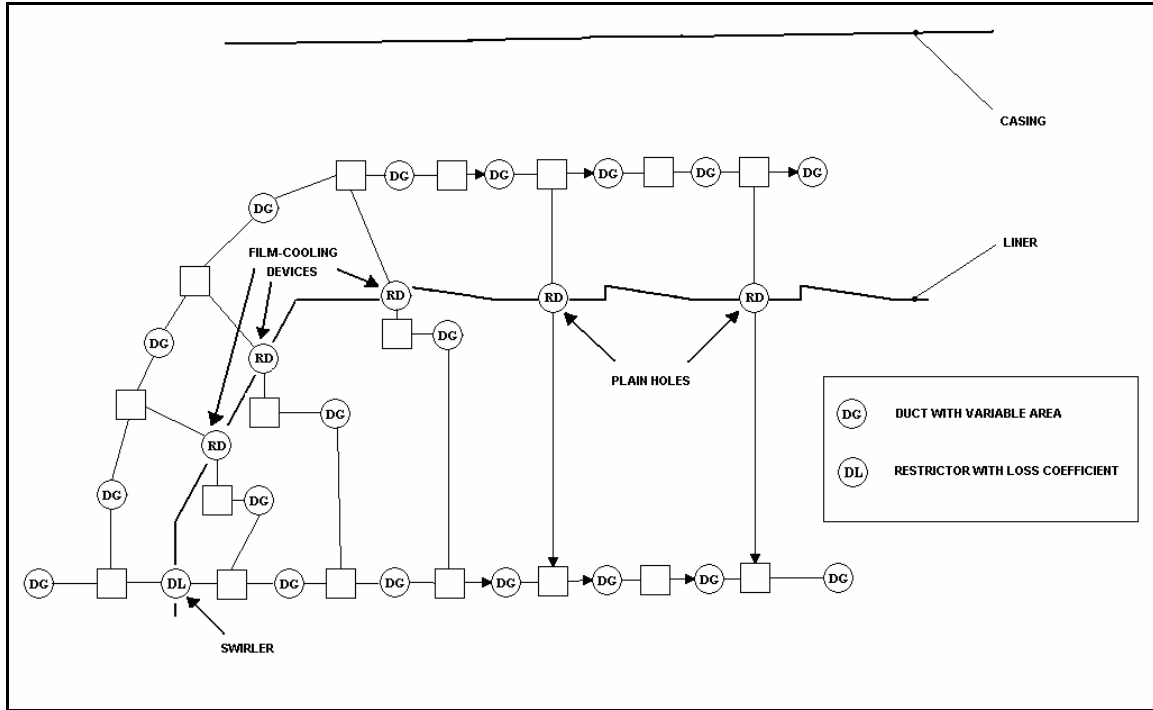 CASING
DG DG DG DG DG
DG
LINER
FILM-COOLING
DEVICES
RD RD RD
DG DG
RD
PLAIN HOLES
DG
DG DUCT WITH VARIABLE AREA
RD
DL RESTRICTOR WITH LOSS COEFFICIENT
DG DG
DG DL DG DG DG DG DG DG
SWIRLER